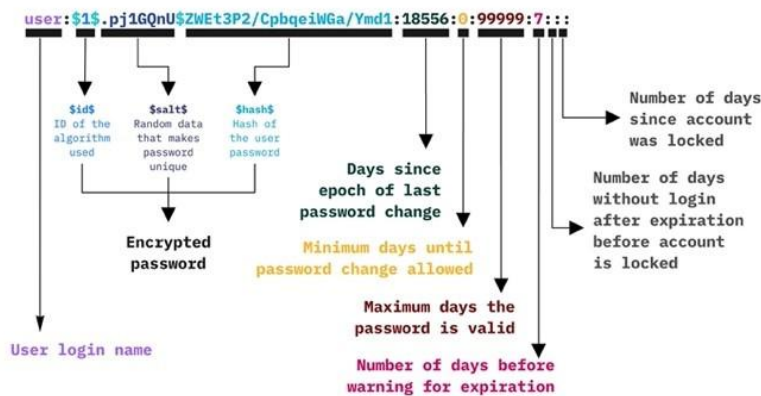 user:$1$.pj1GQnU$ZWEt3P2/CpbqeiWGa/Ymd1:18556:0:99999:7:::
$id$
ID of the
algorithm
used
$salt$
Random data
that makes
password
unique
$hash$
Hash of
the user
password
Encrypted
password
User login name
Days since
epoch of last
password change
Minimum days until
password change allowed
Maximum days the
password is valid
Number of days before
warning for expiration
Number of days
since account
was locked
Number of days
without login
after expiration
before account
is locked